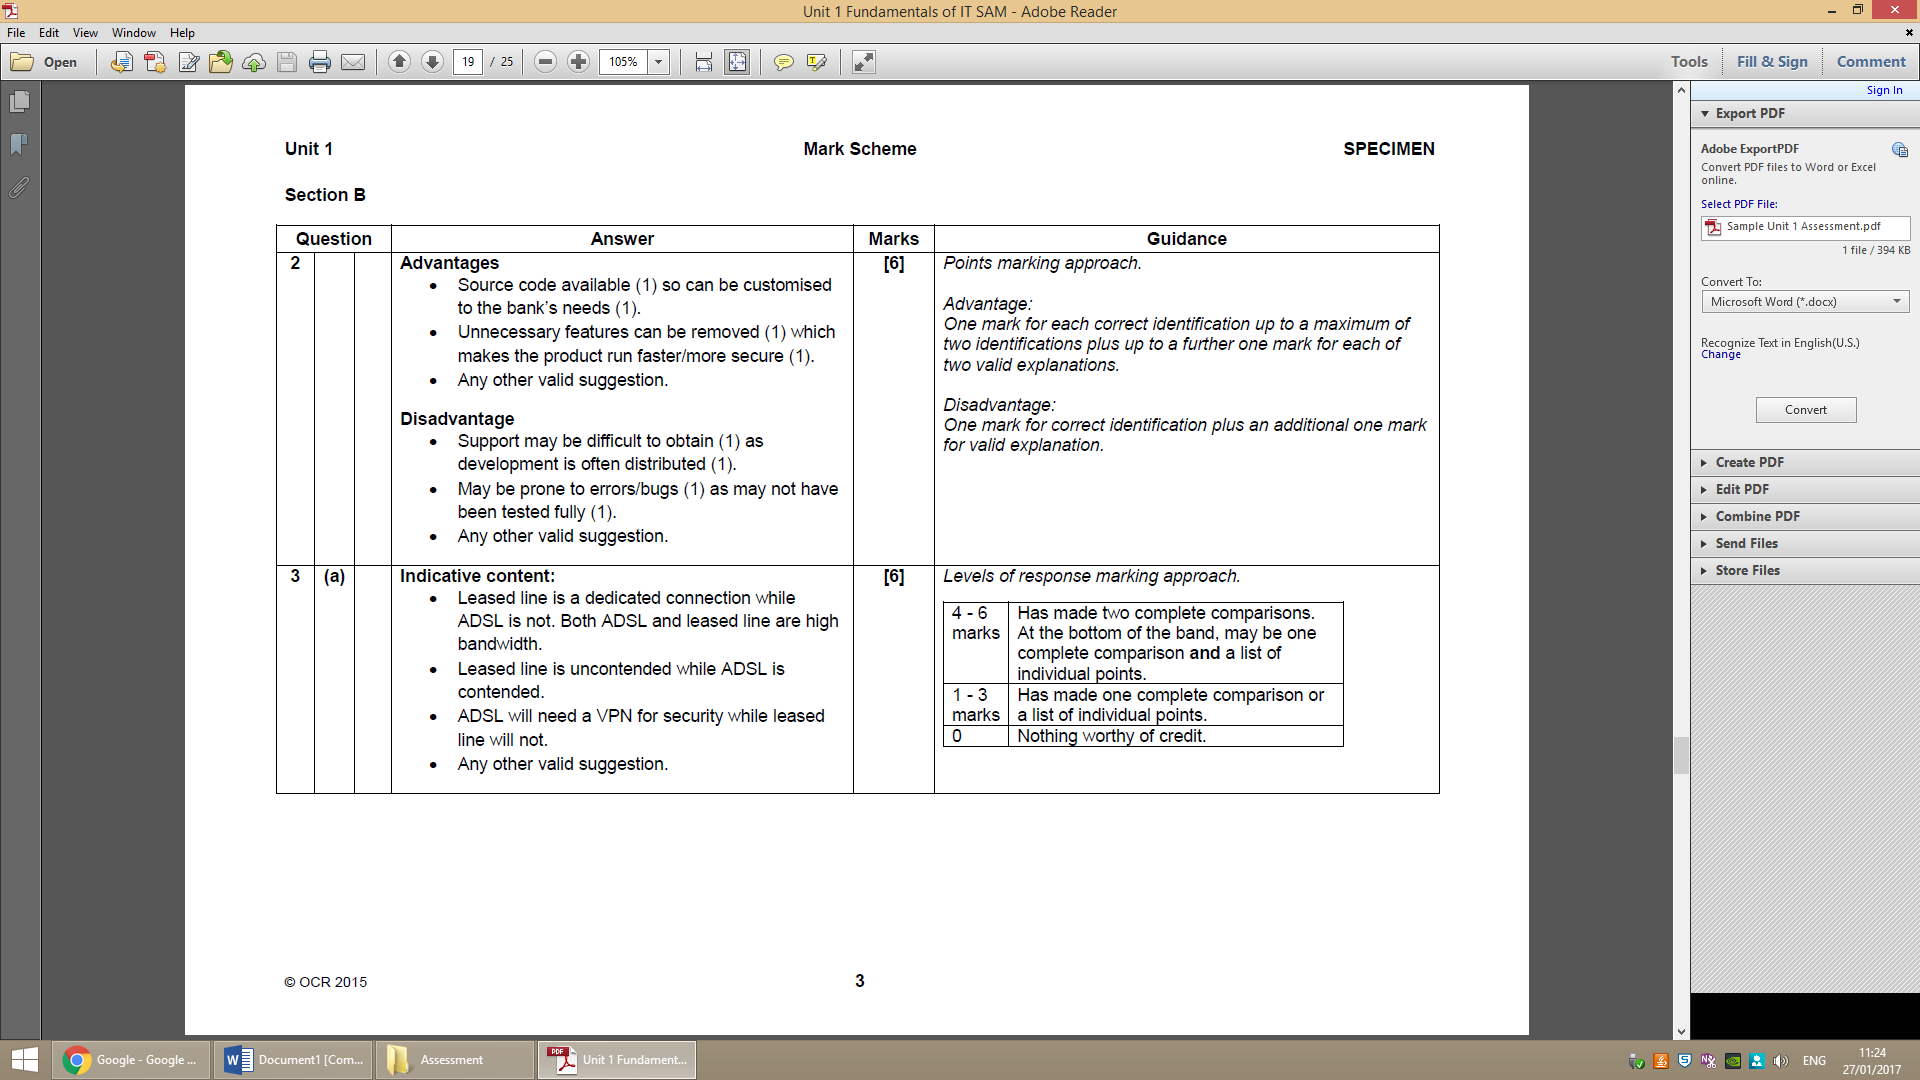 Unit 1 Fundamentals of IT SAM - Adobe Reader
File Edit View Window Help
Open 19 / 25 105% Tools Fill & Sign Comment
Sign In
Export PDF
Adobe ExportPDF
Convert PDF files to Word or Excel
online.
Select PDF File:
Sample Unit 1 Assessment.pdf
1 file / 394 KB
Convert To:
Microsoft Word (*.docx)
Recognize Text in English(U.S.)
Change
Convert
Create PDF
Edit PDF
Combine PDF
Send Files
Store Files
Unit 1 Mark Scheme SPECIMEN
Section B
Question Answer Marks Guidance
2
Advantages
• Source code available (1) so can be customised
to the bank's needs (1).
• Unnecessary features can be removed (1) which
makes the product run faster/more secure (1).
• Any other valid suggestion.
Disadvantage
• Support may be difficult to obtain (1) as
development is often distributed (1).
• May be prone to errors/bugs (1) as may not have
been tested fully (1).
• Any other valid suggestion.
[6]
Points marking approach.
Advantage:
One mark for each correct identification up to a maximum of
two identifications plus up to a further one mark for each of
two valid explanations.
Disadvantage:
One mark for correct identification plus an additional one mark
for valid explanation.
3 (a)
Indicative content:
• Leased line is a dedicated connection while
ADSL is not. Both ADSL and leased line are high
bandwidth.
• Leased line is uncontended while ADSL is
contended.
• ADSL will need a VPN for security while leased
line will not.
• Any other valid suggestion.
[6]
Levels of response marking approach.
4 - 6
marks
Has made two complete comparisons.
At the bottom of the band, may be one
complete comparison and a list of
individual points.
1 - 3
marks
Has made one complete comparison or
a list of individual points.
0 Nothing worthy of credit.
© OCR 2015 3
Google - Google ... Document1 [Com... Assessment Unit 1 Fundament...
ENG
11:24
27/01/2017